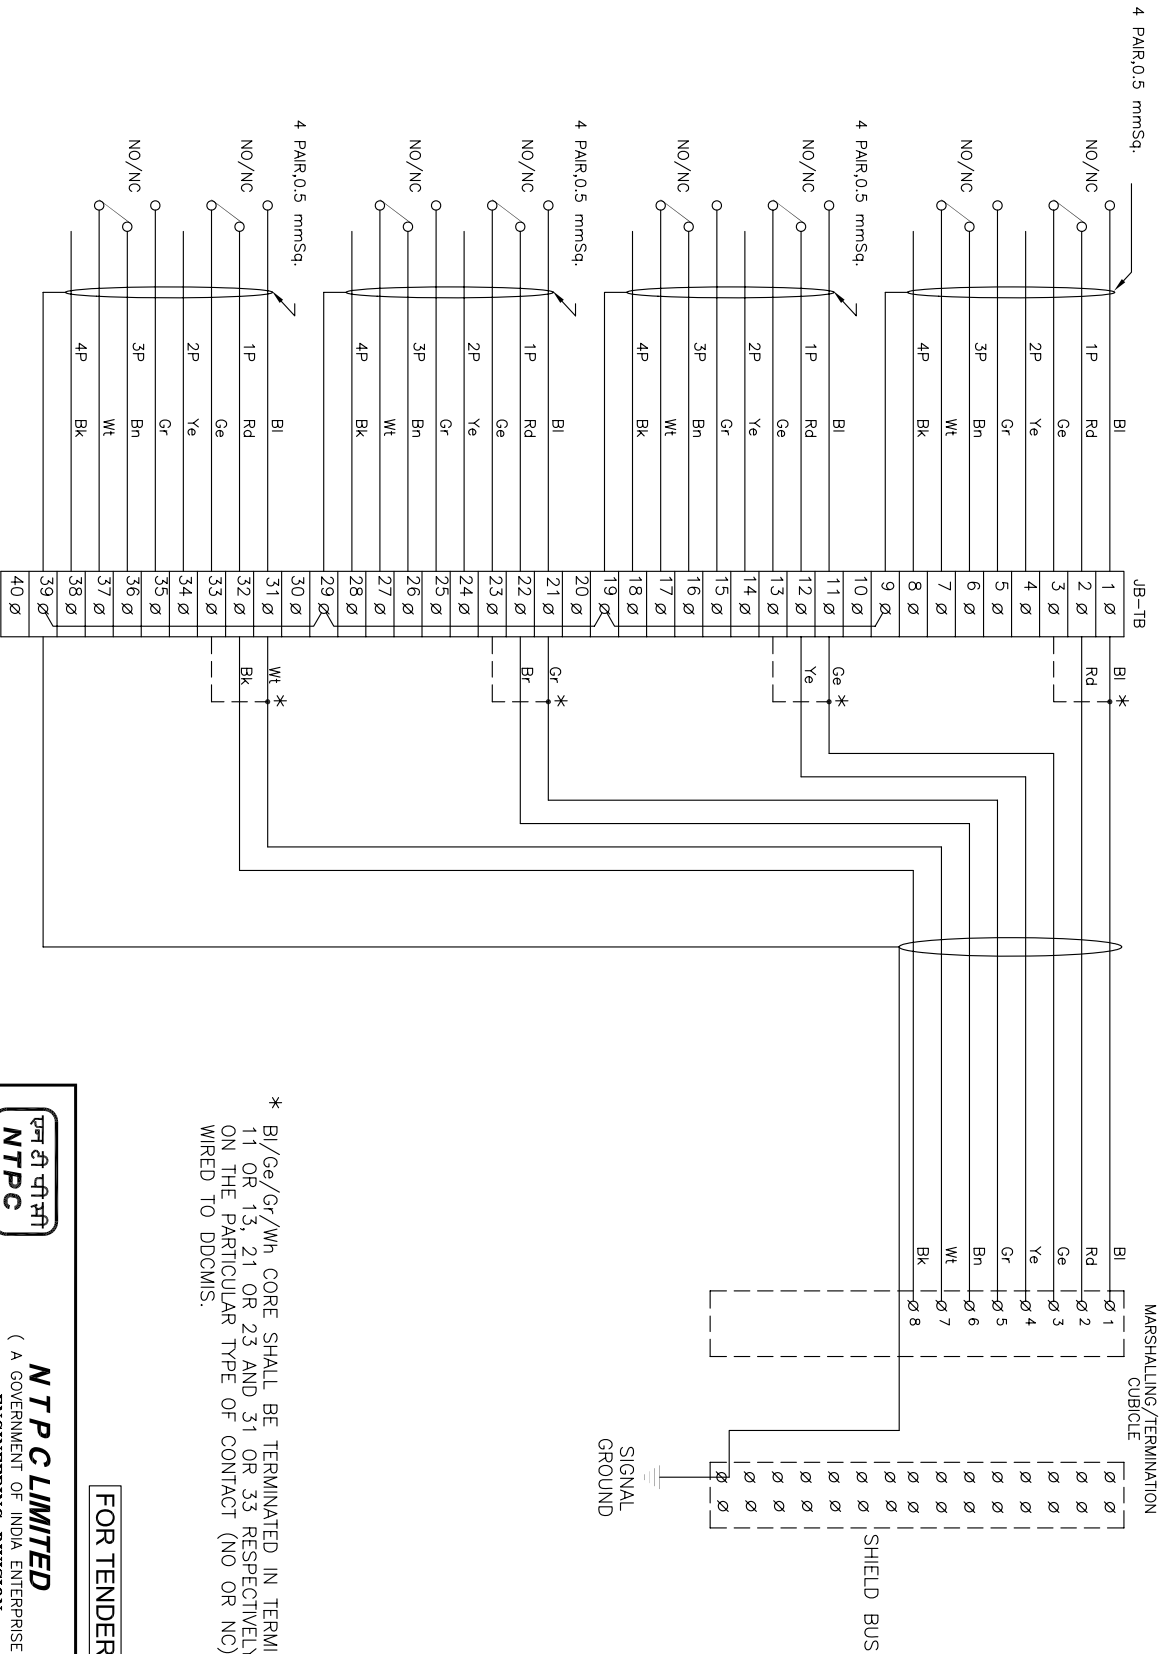 4 PAIR,0.5 mmSq.
NO/NC
NO/NC
4 PAIR,0.5 mmSq.
NO/NC
NO/NC
4 PAIR,0.5 mmSq.
NO/NC
NO/NC
4 PAIR,0.5 mmSq.
NO/NC
NO/NC
1P
2P
3P
4P
1P
2P
3P
4P
1P
2P
3P
4P
1P
2P
3P
4P
Bl
Rd
Ge
Ye
Gr
Bn
Wt
Bk
Bl
Rd
Ge
Ye
Gr
Bn
Wt
Bk
Bl
Rd
Ge
Ye
Gr
Bn
Wt
Bk
Bl
Rd
Ge
Ye
Gr
Bn
Wt
Bk
JB-TB
1 Ø
2 Ø
3 Ø
4 Ø
5 Ø
6 Ø
7 Ø
8 Ø
9 Ø
10 Ø
11 Ø
12 Ø
13 Ø
14 Ø
15 Ø
16 Ø
17 Ø
18 Ø
19 Ø
20 Ø
21 Ø
22 Ø
23 Ø
24 Ø
25 Ø
26 Ø
27 Ø
28 Ø
29 Ø
30 Ø
31 Ø
32 Ø
33 Ø
34 Ø
35 Ø
36 Ø
37 Ø
38 Ø
39 Ø
40 Ø
Bl *
Rd
Ge *
Ye
Gr *
Br
Wt *
Bk
MARSHALLING/TERMINATION
CUBICLE
Bl
Rd
Ge
Ye
Gr
Bn
Wt
Bk
Ø 1
Ø 2
Ø 3
Ø 4
Ø 5
Ø 6
Ø 7
Ø 8
SIGNAL
GROUND
SHIELD BUS
* Bl/Ge/Gr/Wh CORE SHALL BE TERMINATED IN TERMI
11 OR 13, 21 OR 23 AND 31 OR 33 RESPECTIVELY
ON THE PARTICULAR TYPE OF CONTACT (NO OR NC)
WIRED TO DDCMIS.
FOR TENDER
एन टी पी सी
NTPC
N T P C LIMITED
( A GOVERNMENT OF INDIA ENTERPRISE
ENGINEERING DIVISION